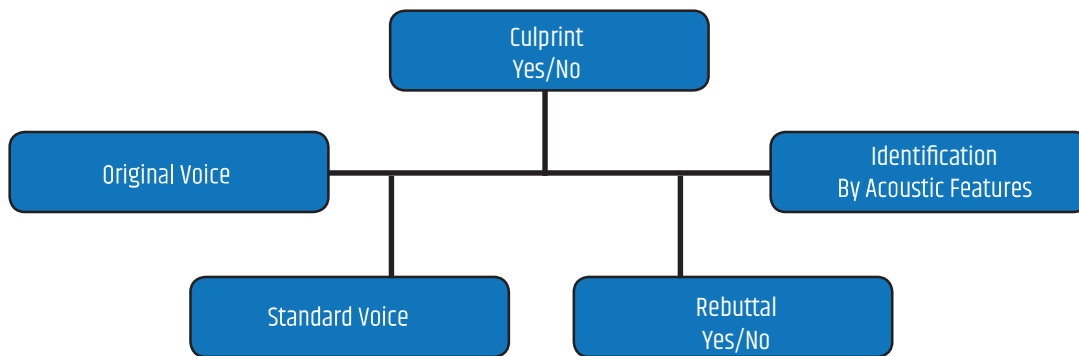 Culprint
Yes/No
Original Voice
Identification
By Acoustic Features
Standard Voice
Rebuttal
Yes/No